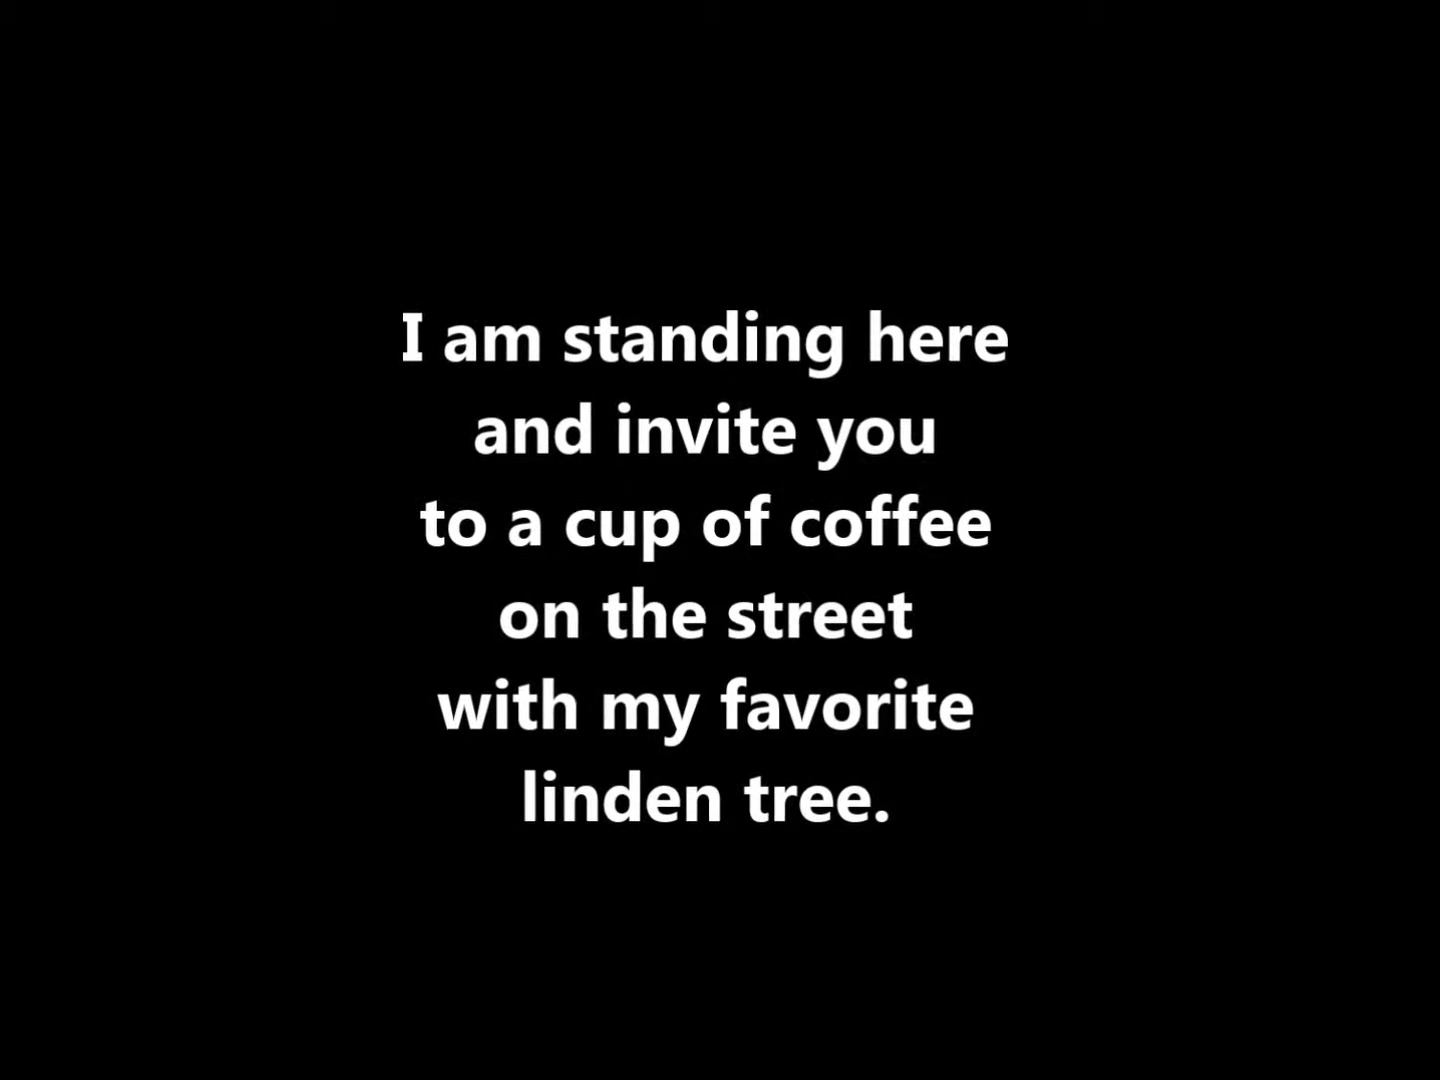 I am standing here
and invite you
to a cup of coffee
on the street
with my favorite
linden tree.